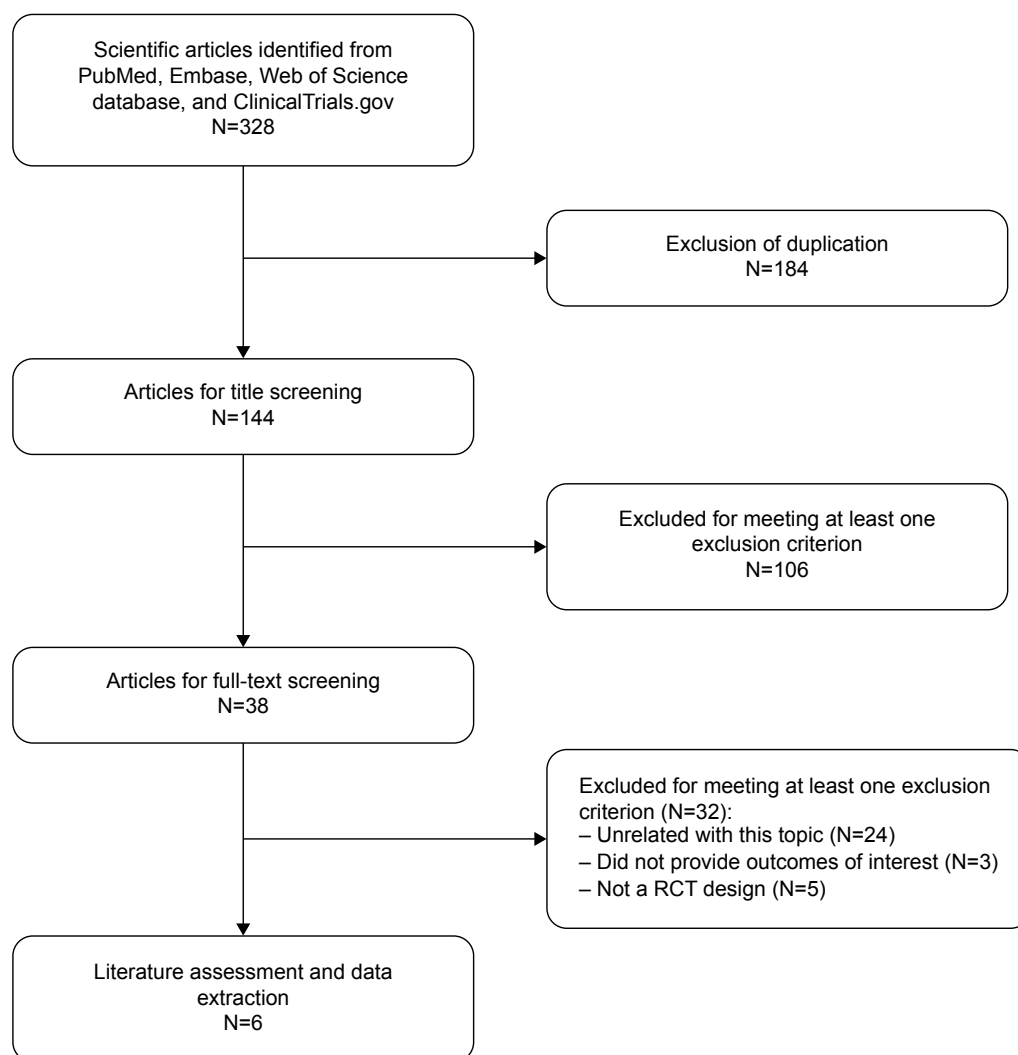 Scientific articles identified from
PubMed, Embase, Web of Science
database, and ClinicalTrials.gov
N=328
Exclusion of duplication
N=184
Articles for title screening
N=144
Excluded for meeting at least one
exclusion criterion
N=106
Articles for full-text screening
N=38
Excluded for meeting at least one exclusion
criterion (N=32):
– Unrelated with this topic (N=24)
– Did not provide outcomes of interest (N=3)
– Not a RCT design (N=5)
Literature assessment and data
extraction
N=6